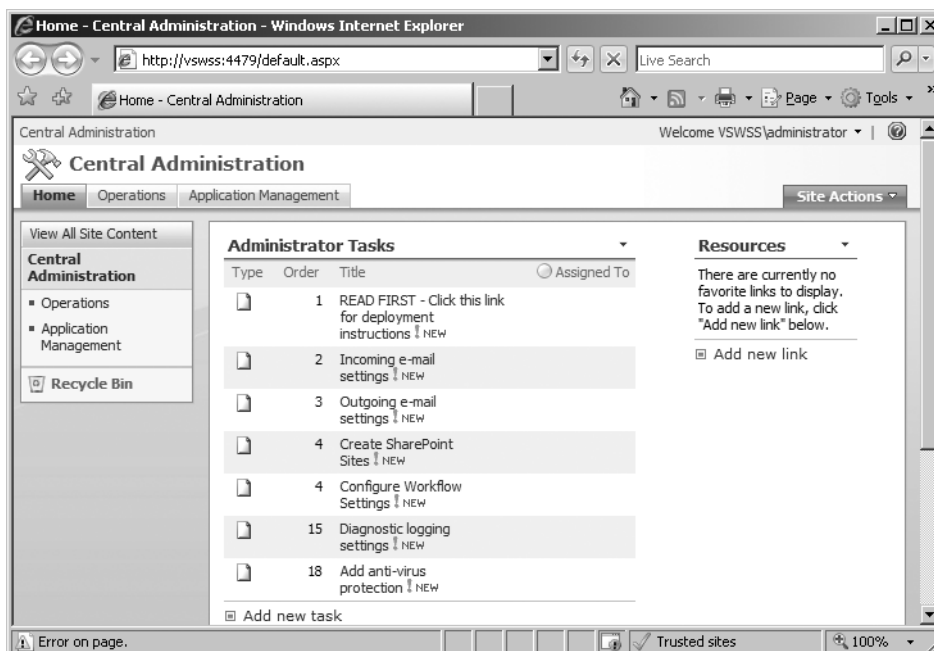 Home - Central Administration - Windows Internet Explorer
http://vswss:4479/default.aspx
Live Search
Home - Central Administration
Page
Tools
Central Administration
Welcome VSWSS\administrator
Central Administration
Home
Operations
Application Management
Site Actions
View All Site Content
Central
Administration
Operations
Application
Management
Recycle Bin
Administrator Tasks
Type Order Title Assigned To
1 READ FIRST - Click this link
for deployment
instructions ! NEW
2 Incoming e-mail
settings ! NEW
3 Outgoing e-mail
settings ! NEW
4 Create SharePoint
Sites ! NEW
4 Configure Workflow
Settings ! NEW
15 Diagnostic logging
settings ! NEW
18 Add anti-virus
protection ! NEW
Add new task
Resources
There are currently no
favorite links to display.
To add a new link, click
"Add new link" below.
Add new link
Error on page.
Trusted sites
100%